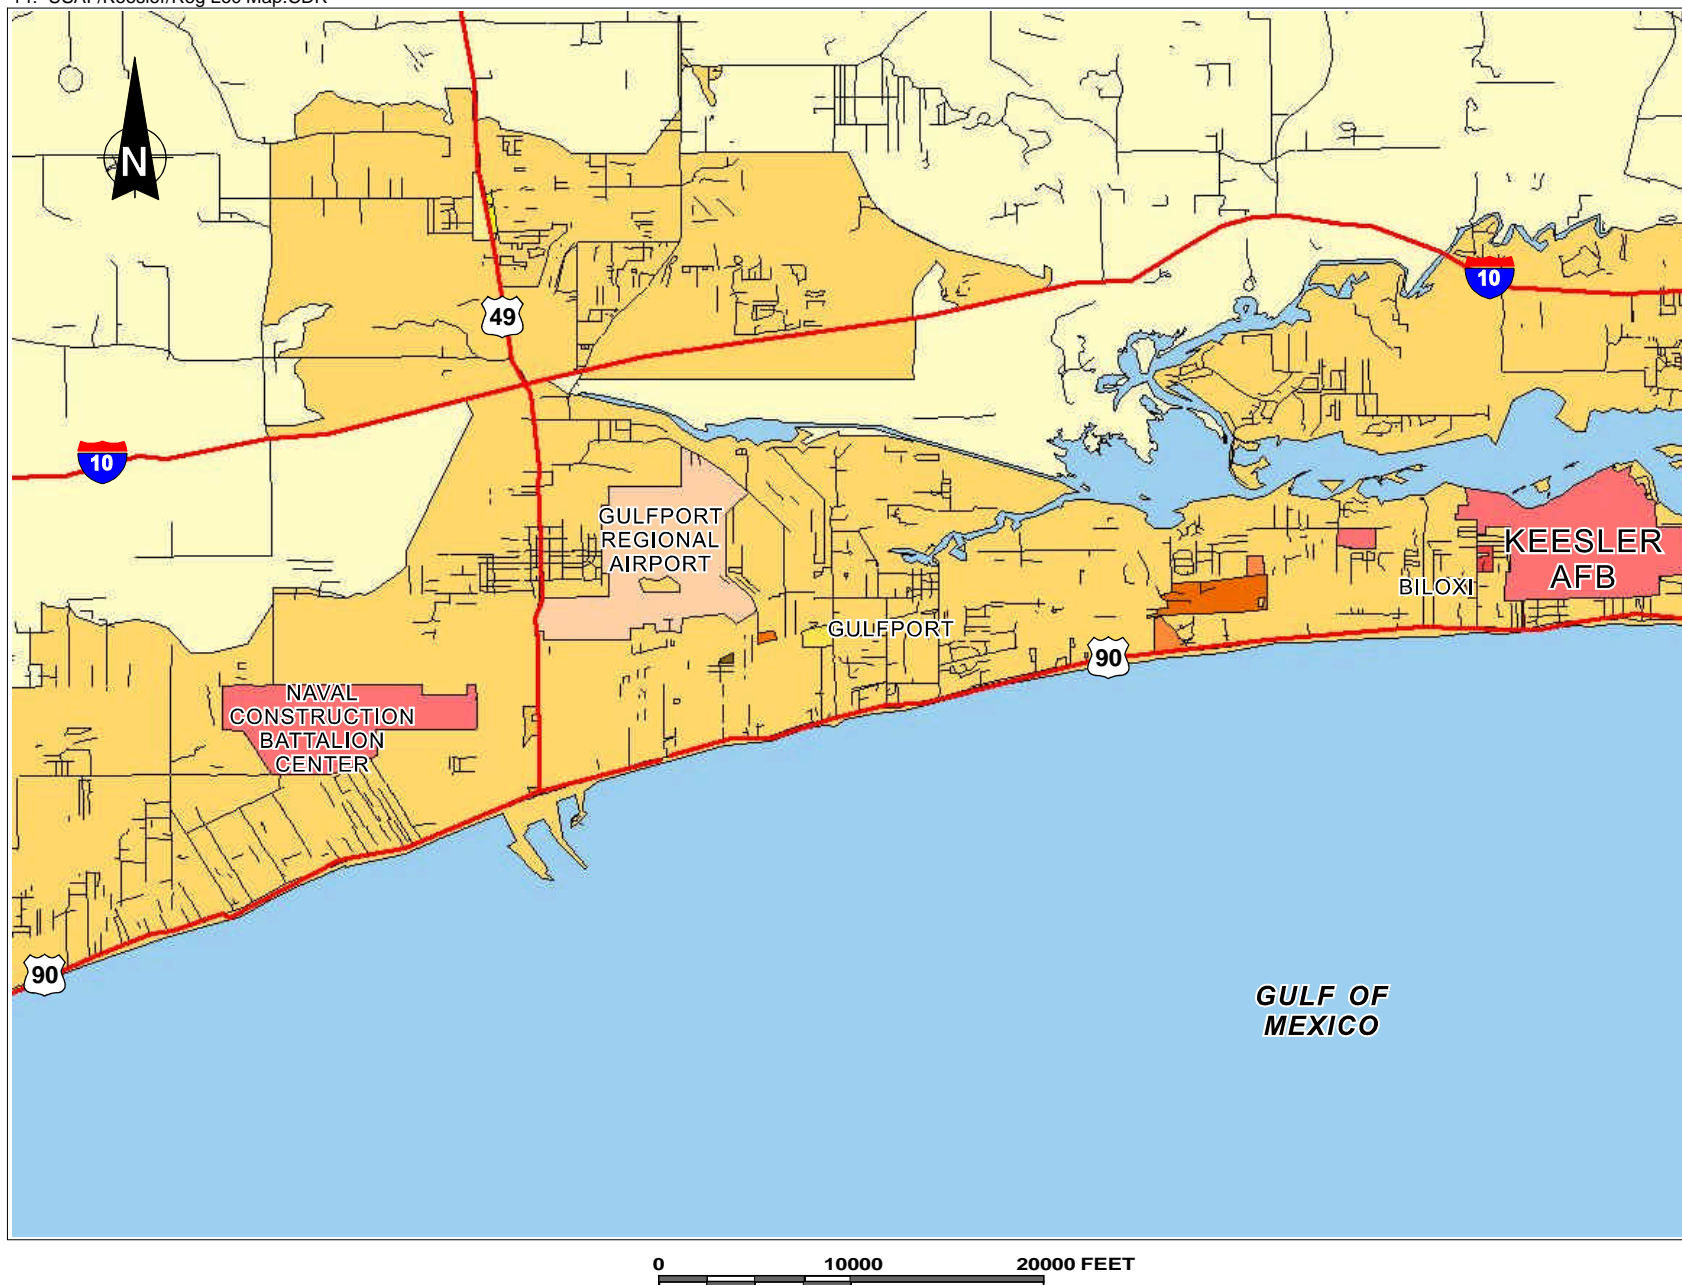 N
10
49
10
GULFPORT
REGIONAL
AIRPORT
KEESLER
AFB
BILOXI
GULFPORT
90
NAVAL
CONSTRUCTION
BATTALION
CENTER
90
GULF OF
MEXICO
0 10000 20000 FEET